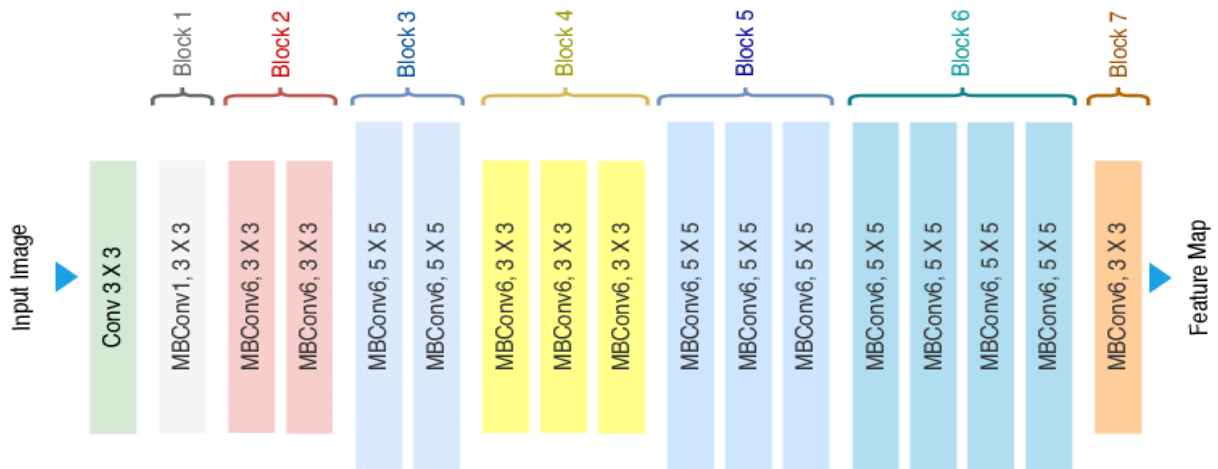 Block 1
Block 2
Block 3
Block 4
Block 5
Block 6
Block 7
Input Image
Conv 3 X 3
MBConv1, 3 X 3
MBConv6, 3 X 3
MBConv6, 3 X 3
MBConv6, 5 X 5
MBConv6, 5 X 5
MBConv6, 3 X 3
MBConv6, 3 X 3
MBConv6, 3 X 3
MBConv6, 5 X 5
MBConv6, 5 X 5
MBConv6, 5 X 5
MBConv6, 5 X 5
MBConv6, 5 X 5
MBConv6, 5 X 5
MBConv6, 5 X 5
MBConv6, 3 X 3
Feature Map